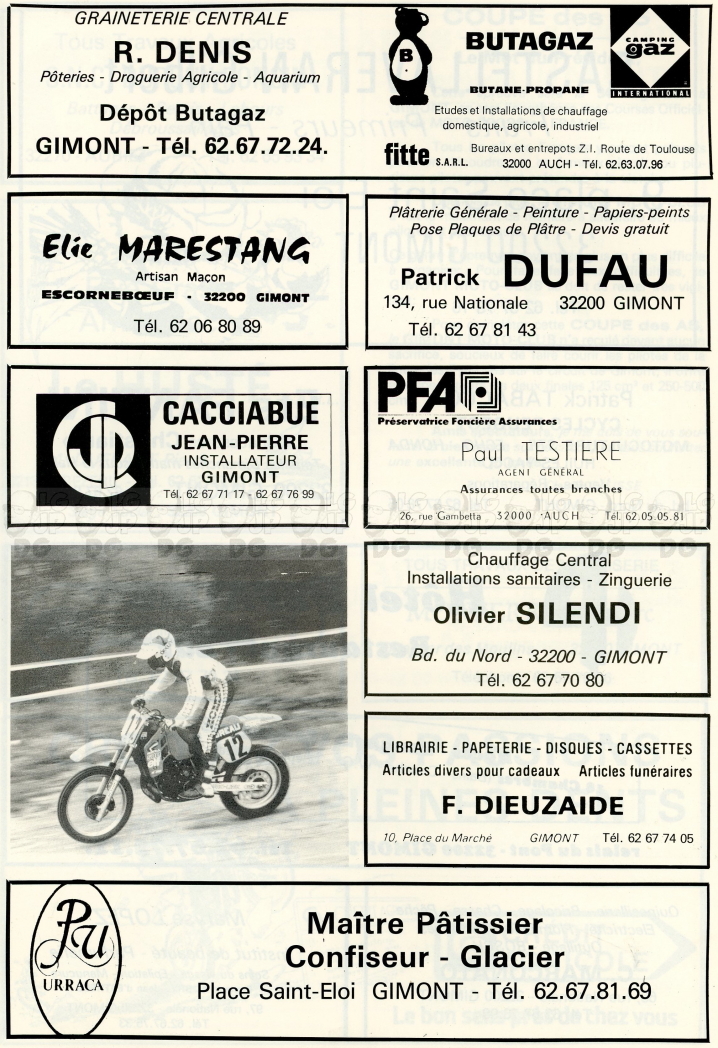 GRAINETERIE CENTRALE
R. DENIS
Pôteries - Droguerie Agricole - Aquarium
Dépôt Butagaz
GIMONT - Tél. 62.67.72.24.
B
BUTAGAZ
BUTANE-PROPANE
CAMPING
gaz
INTERNATIONAL
Etudes et Installations de chauffage
domestique, agricole, industriel
fitte S.A.R.L.
Bureaux et entrepots Z.I. Route de Toulouse
32000 AUCH - Tél. 62.63.07.96
Elie MARESTANG
Artisan Maçon
ESCORNEBŒUF - 32200 GIMONT
Tél. 62 06 80 89
Plâtrerie Générale - Peinture - Papiers-peints
Pose Plaques de Plâtre - Devis gratuit
Patrick DUFAU
134, rue Nationale 32200 GIMONT
Tél. 62 67 81 43
CACCIABUE
JEAN-PIERRE
INSTALLATEUR
GIMONT
Tél. 62 67 71 17 - 62 67 76 99
PFA
Préservatrice Foncière Assurances
Paul TESTIERE
AGENT GÉNÉRAL
Assurances toutes branches
26, rue Gambetta 32000 AUCH - Tél. 62.05.05.81
12
Chauffage Central
Installations sanitaires - Zinguerie
Olivier SILENDI
Bd. du Nord - 32200 - GIMONT
Tél. 62 67 70 80
LIBRAIRIE - PAPETERIE - DISQUES - CASSETTES
Articles divers pour cadeaux Articles funéraires
F. DIEUZAIDE
10, Place du Marché GIMONT Tél. 62 67 74 05
PU
URRACA
Maître Pâtissier
Confiseur - Glacier
Place Saint-Eloi GIMONT - Tél. 62.67.81.69